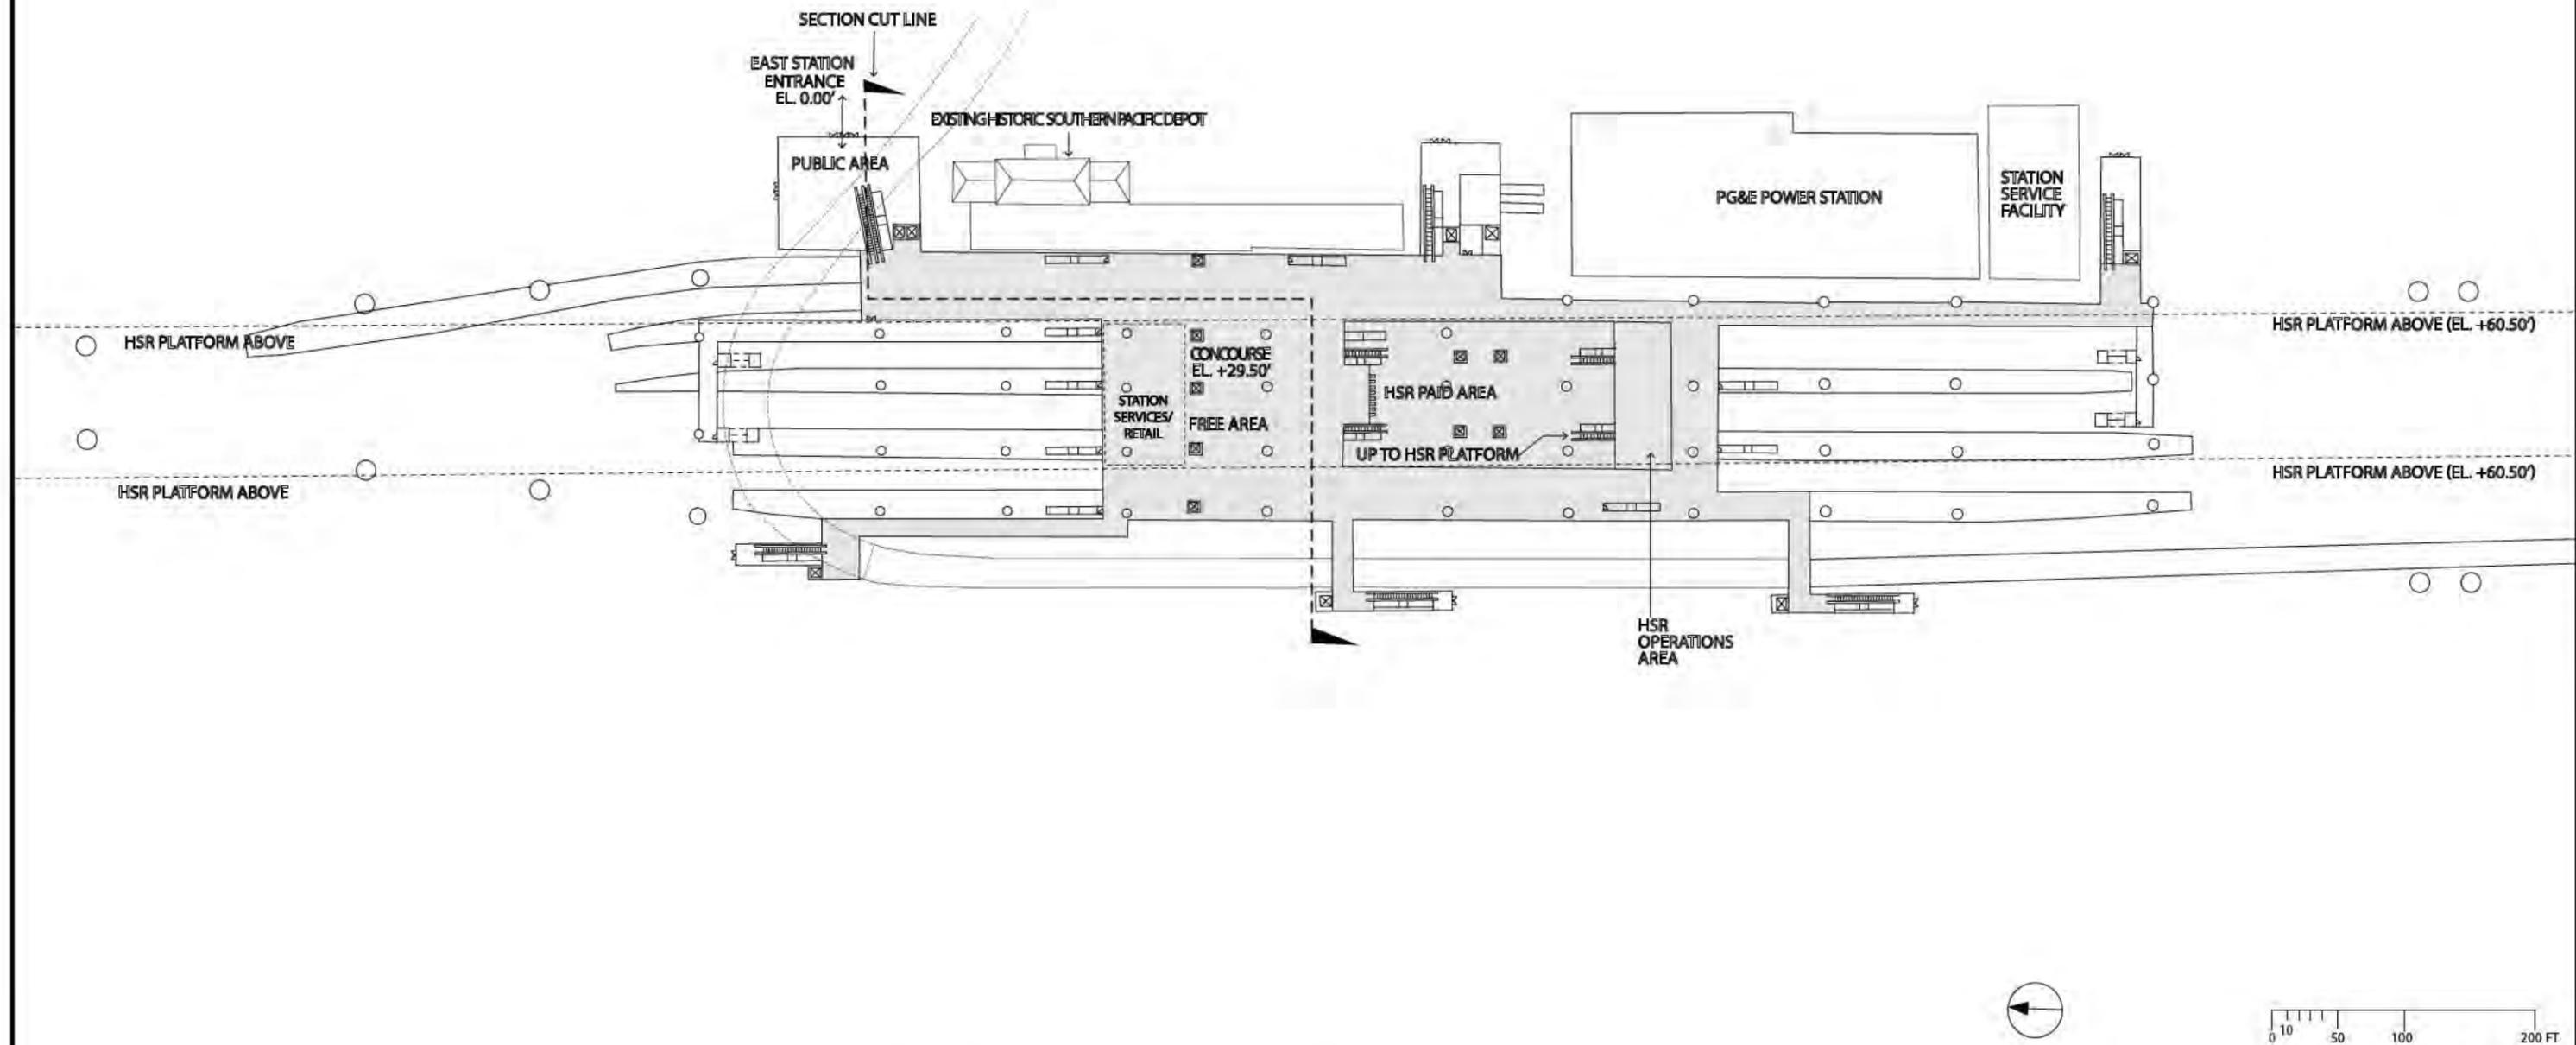 SECTION CUT LINE
EAST STATION
ENTRANCE
EL. 0.00'
EXISTING HISTORIC SOUTHERN PACIFIC DEPOT
PUBLIC AREA
PG&E POWER STATION
STATION
SERVICE
FACILITY
HSR PLATFORM ABOVE
HSR PLATFORM ABOVE (EL. +60.50')
CONCOURSE
EL. +29.50'
HSR PAID AREA
STATION
SERVICES/
RETAIL
FREE AREA
UP TO HSR PLATFORM
HSR PLATFORM ABOVE
HSR PLATFORM ABOVE (EL. +60.50')
HSR
OPERATIONS
AREA
0 10 50 100 200 FT